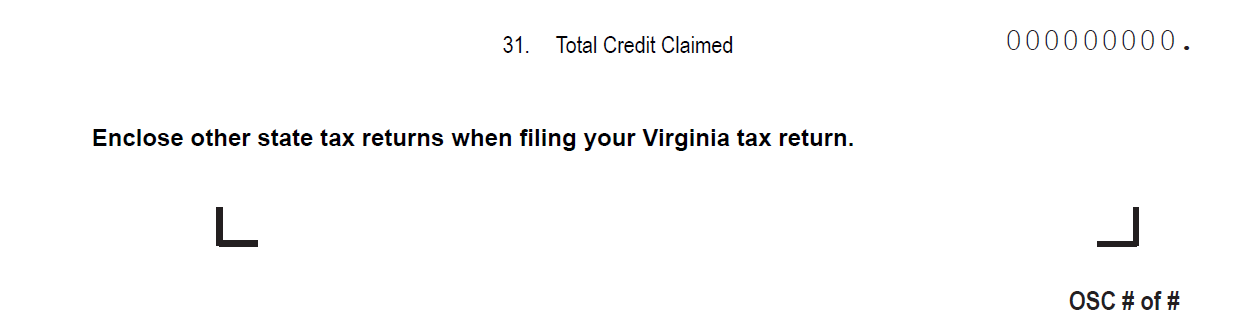 31. Total Credit Claimed 000000000.
Enclose other state tax returns when filing your Virginia tax return.
OSC # of #